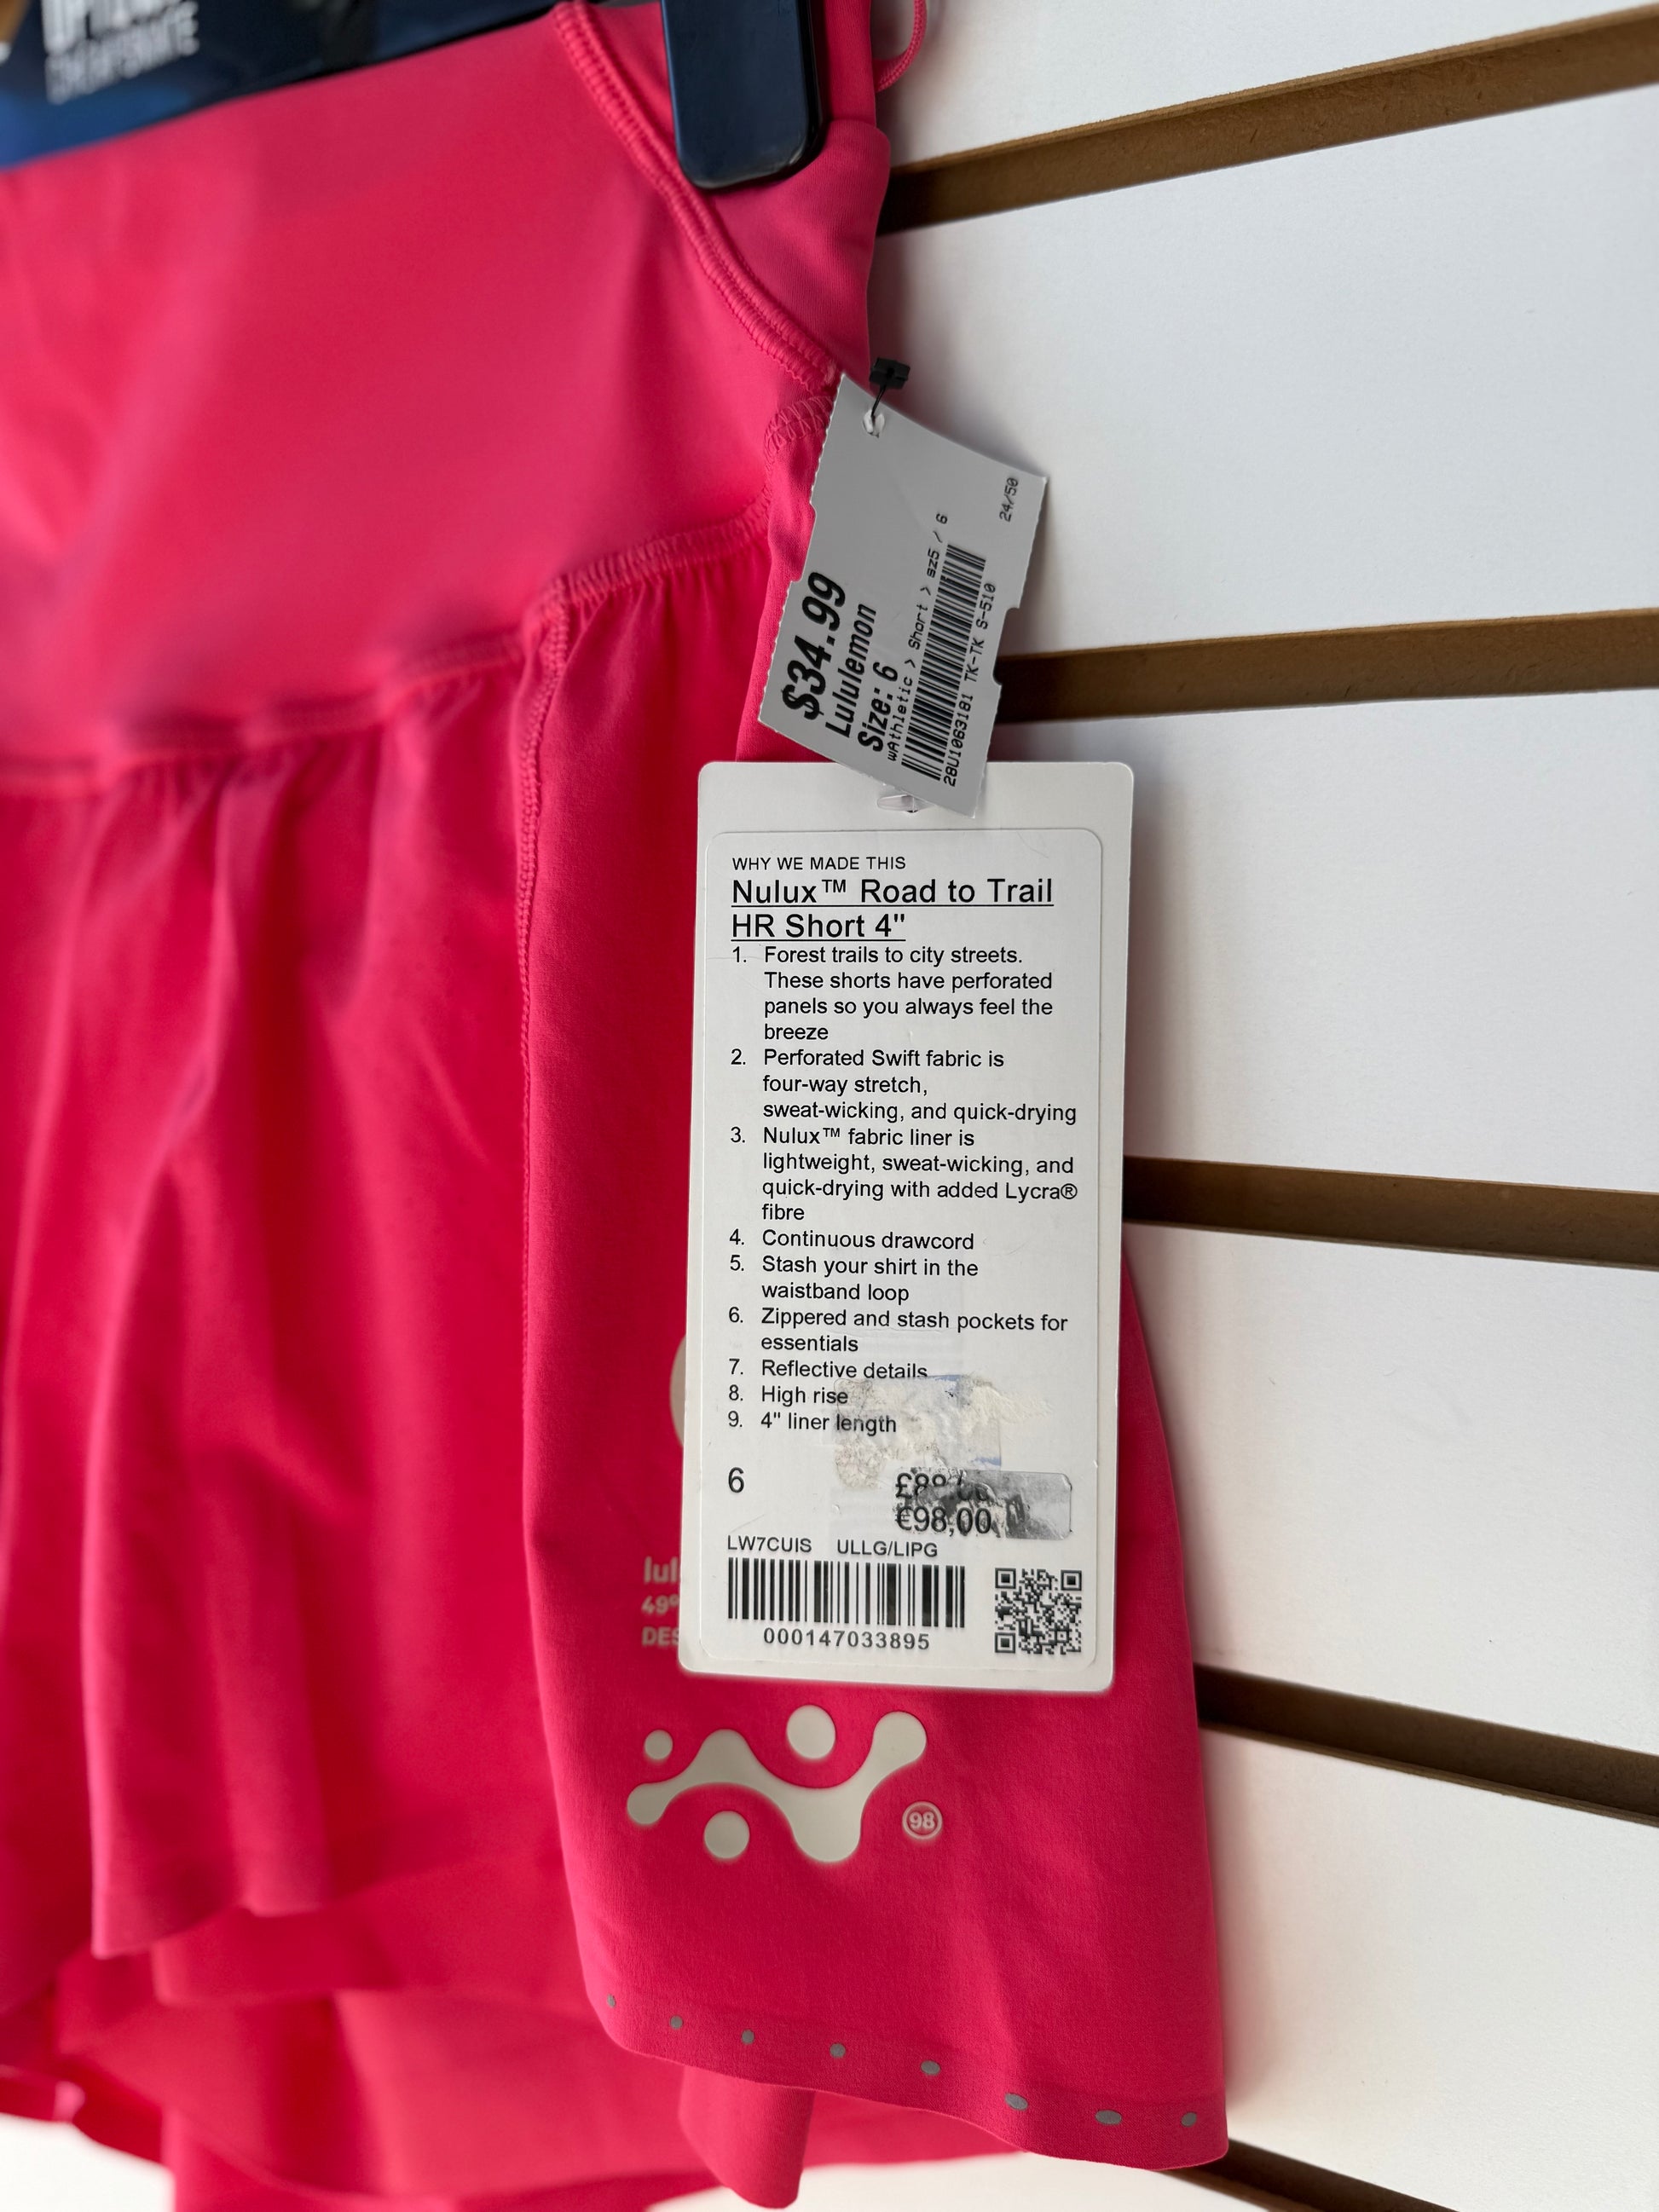 $34.99
Lululemon
Size: 6
wAthletic > Short > sz5 / 6
28U1063181 TK-TK S-510
24/50
WHY WE MADE THIS
Nulux™ Road to Trail
HR Short 4"
1. Forest trails to city streets.
These shorts have perforated
panels so you always feel the
breeze
2. Perforated Swift fabric is
four-way stretch,
sweat-wicking, and quick-drying
3. Nulux™ fabric liner is
lightweight, sweat-wicking, and
quick-drying with added Lycra®
fibre
4. Continuous drawcord
5. Stash your shirt in the
waistband loop
6. Zippered and stash pockets for
essentials
7. Reflective details
8. High rise
9. 4" liner length
6
€98,00
LW7CUIS ULLG/LIPG
000147033895
98